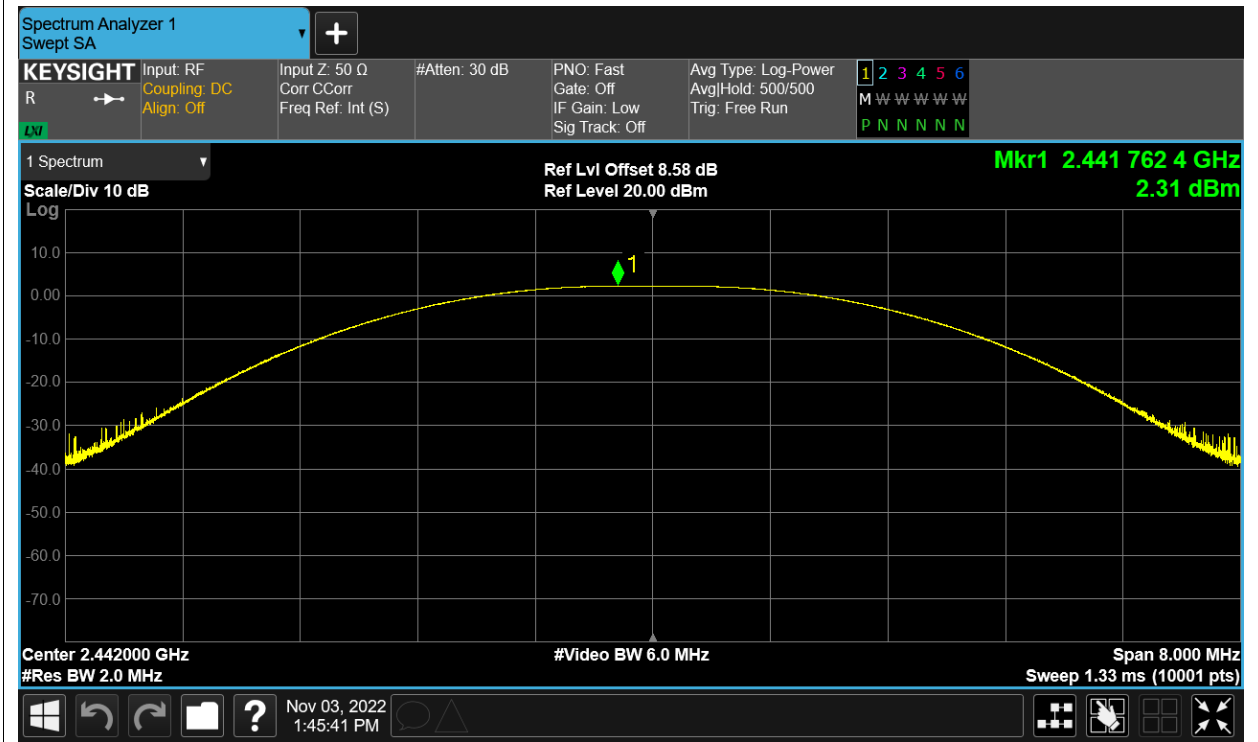 Spectrum Analyzer 1
Swept SA
+
KEYSIGHT
R
LXI
Input: RF
Coupling: DC
Align: Off
Input Z: 50 Ω
Corr CCorr
Freq Ref: Int (S)
#Atten: 30 dB
PNO: Fast
Gate: Off
IF Gain: Low
Sig Track: Off
Avg Type: Log-Power
Avg|Hold: 500/500
Trig: Free Run
1 2 3 4 5 6
M W W W W W
P N N N N N
1 Spectrum
Scale/Div 10 dB
Log
Ref Lvl Offset 8.58 dB
Ref Level 20.00 dBm
Mkr1 2.441 762 4 GHz
2.31 dBm
1
10.0
0.00
-10.0
-20.0
-30.0
-40.0
-50.0
-60.0
-70.0
Center 2.442000 GHz
#Res BW 2.0 MHz
#Video BW 6.0 MHz
Span 8.000 MHz
Sweep 1.33 ms (10001 pts)
?
Nov 03, 2022
1:45:41 PM